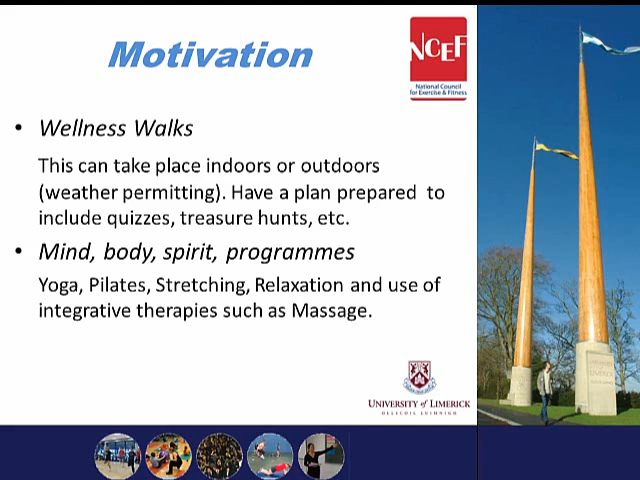 Motivation
NCEF
National Council
for Exercise & Fitness
• Wellness Walks
This can take place indoors or outdoors
(weather permitting). Have a plan prepared to
include quizzes, treasure hunts, etc.
• Mind, body, spirit, programmes
Yoga, Pilates, Stretching, Relaxation and use of
integrative therapies such as Massage.
UNIVERSITY of LIMERICK
OLLSCOIL LUIMNIGH